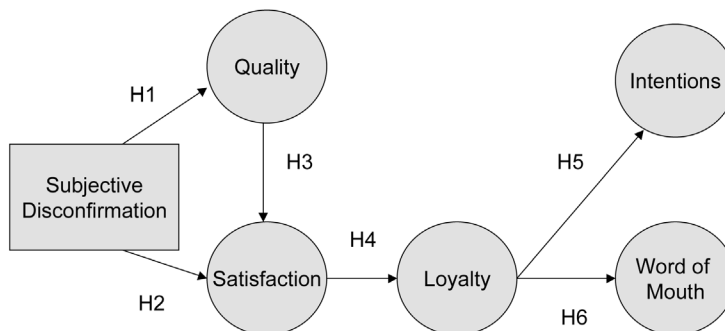 Quality
Intentions
H1
H3
H5
Subjective
Disconfirmation
H4
Satisfaction
Loyalty
Word of
Mouth
H2
H6